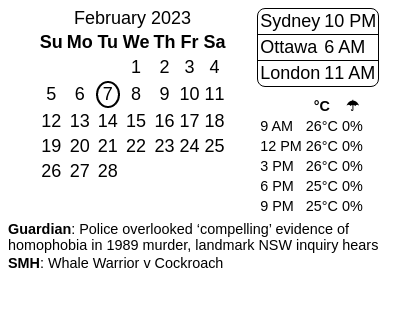 February 2023
Su Mo Tu We Th Fr Sa
1 2 3 4
5 6 7 8 9 10 11
12 13 14 15 16 17 18
19 20 21 22 23 24 25
26 27 28
Sydney 10 PM
Ottawa 6 AM
London 11 AM
°C ☂
9 AM 26°C 0%
12 PM 26°C 0%
3 PM 26°C 0%
6 PM 25°C 0%
9 PM 25°C 0%
Guardian: Police overlooked ‘compelling’ evidence of
homophobia in 1989 murder, landmark NSW inquiry hears
SMH: Whale Warrior v Cockroach